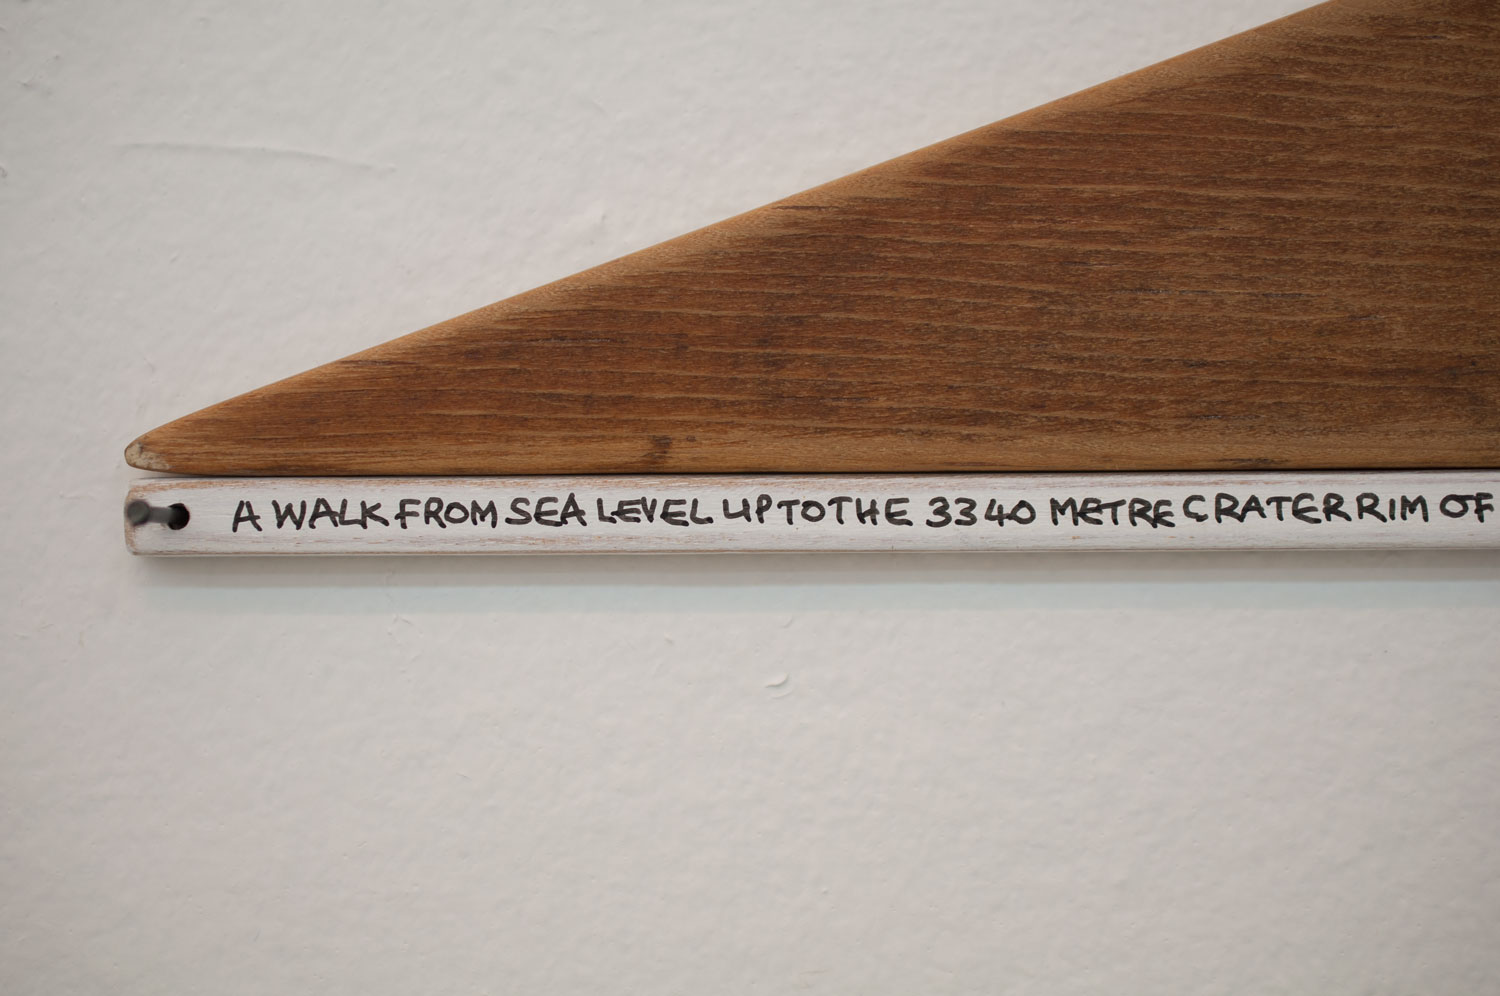 A WALK FROM SEA LEVEL UP TO THE 3340 METRE CRATER RIM OF